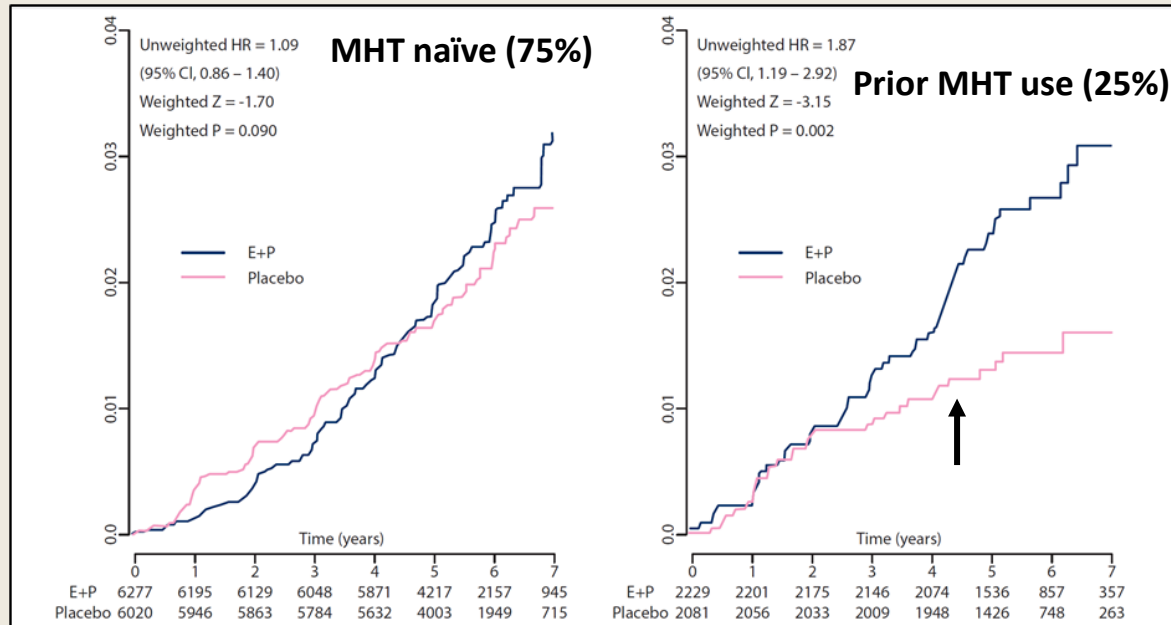 MHT naïve (75%)
Unweighted HR = 1.09
(95% Cl, 0.86 – 1.40)
Weighted Z = -1.70
Weighted P = 0.090
E+P
Placebo
0.04
0.03
0.02
0.01
0.0
Time (years)
0 1 2 3 4 5 6 7
E+P 6277 6195 6129 6048 5871 4217 2157 945
Placebo 6020 5946 5863 5784 5632 4003 1949 715
Prior MHT use (25%)
Unweighted HR = 1.87
(95% Cl, 1.19 – 2.92)
Weighted Z = -3.15
Weighted P = 0.002
E+P
Placebo
0.04
0.03
0.02
0.01
0.0
Time (years)
0 1 2 3 4 5 6 7
E+P 2229 2201 2175 2146 2074 1536 857 357
Placebo 2081 2056 2033 2009 1948 1426 748 263